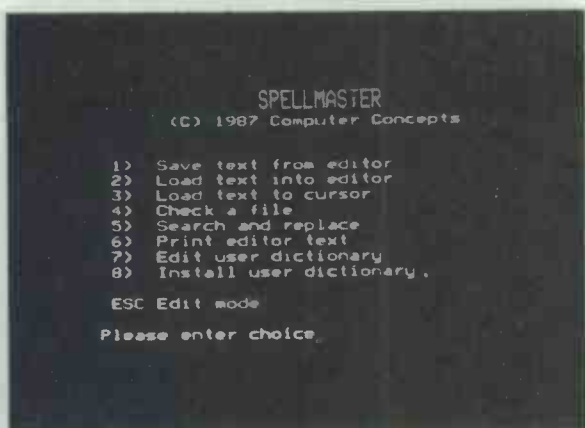 SPELLMASTER
(C) 1987 Computer Concepts
1) Save text from editor
2) Load text into editor
3) Load text to cursor
4) Check a file
5) Search and replace
6) Print editor text
7) Edit user dictionary
8) Install user dictionary.
ESC Edit mode
Please enter choice